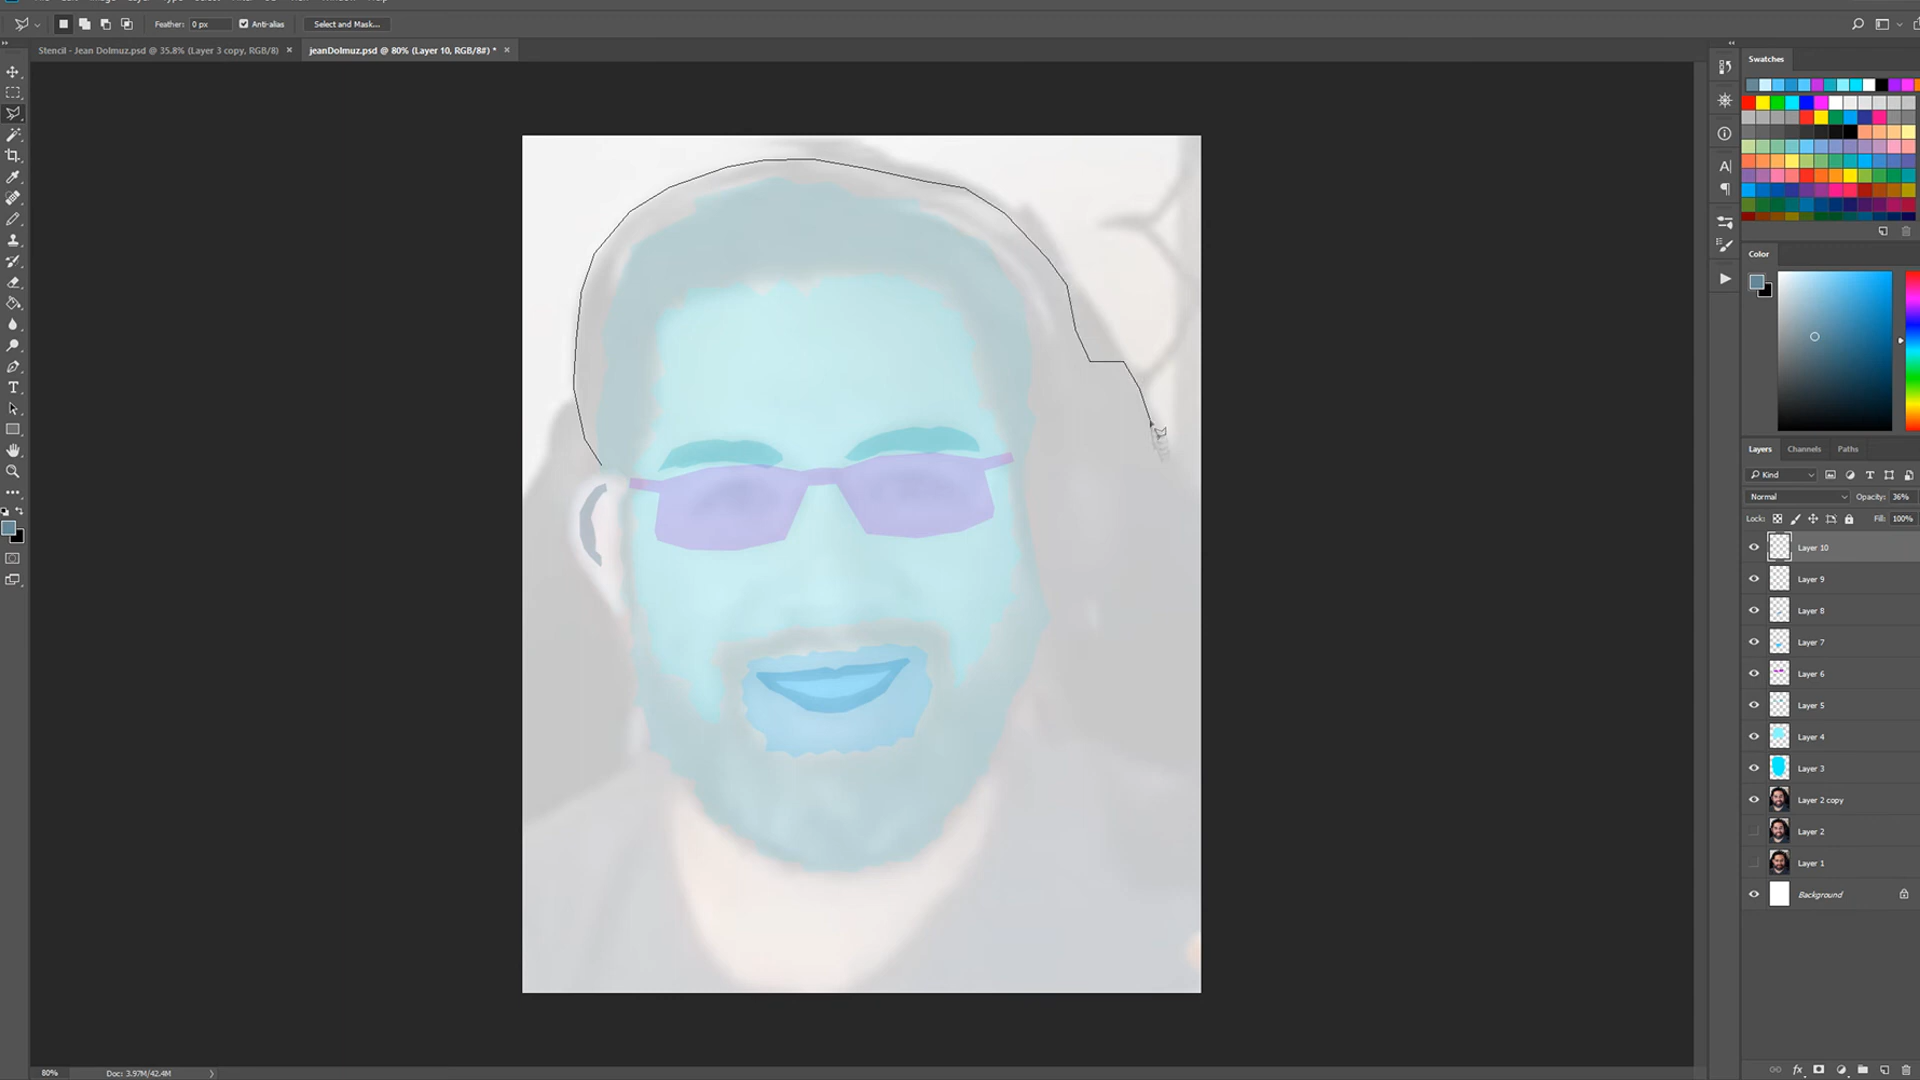 Feather: 0 px Anti-alias Select and Mask...
Stencil - Jean Dolmuz.psd @ 35.8% (Layer 3 copy, RGB/8) × jeanDolmuz.psd @ 80% (Layer 10, RGB/8#) * ×
Swatches
Color
Layers Channels Paths
Kind
Normal Opacity: 36%
Lock: Fill: 100%
Layer 10
Layer 9
Layer 8
Layer 7
Layer 6
Layer 5
Layer 4
Layer 3
Layer 2 copy
Layer 2
Layer 1
Background
80% Doc: 3.97M/42.4M